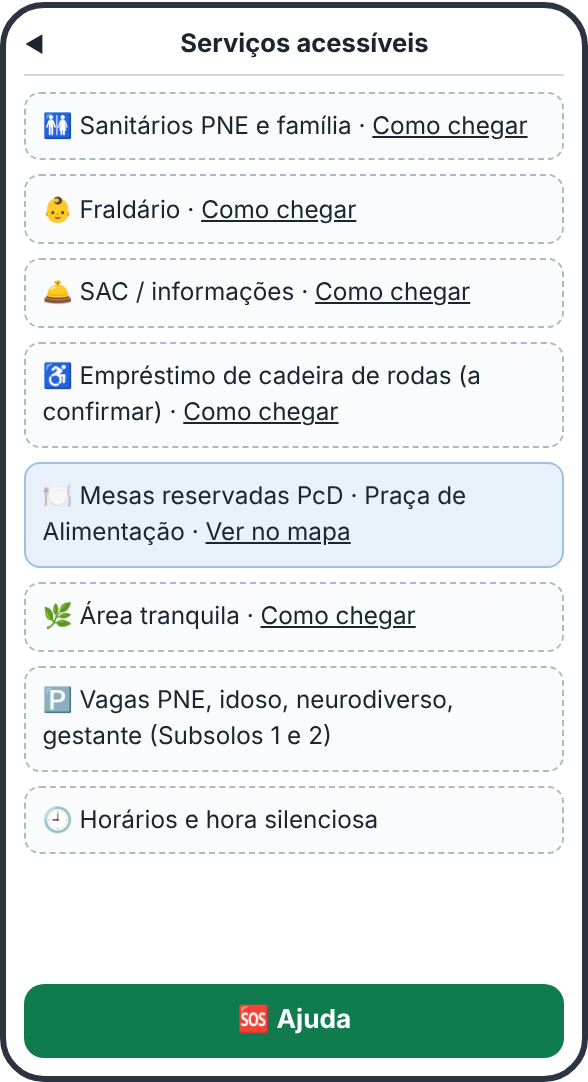 ◀ Serviços acessíveis
🚻 Sanitários PNE e família · Como chegar
👶 Fraldário · Como chegar
🛎️ SAC / informações · Como chegar
♿ Empréstimo de cadeira de rodas (a
confirmar) · Como chegar
🍽️ Mesas reservadas PcD · Praça de
Alimentação · Ver no mapa
🌿 Área tranquila · Como chegar
🅿️ Vagas PNE, idoso, neurodiverso,
gestante (Subsolos 1 e 2)
🕘 Horários e hora silenciosa
🆘 Ajuda